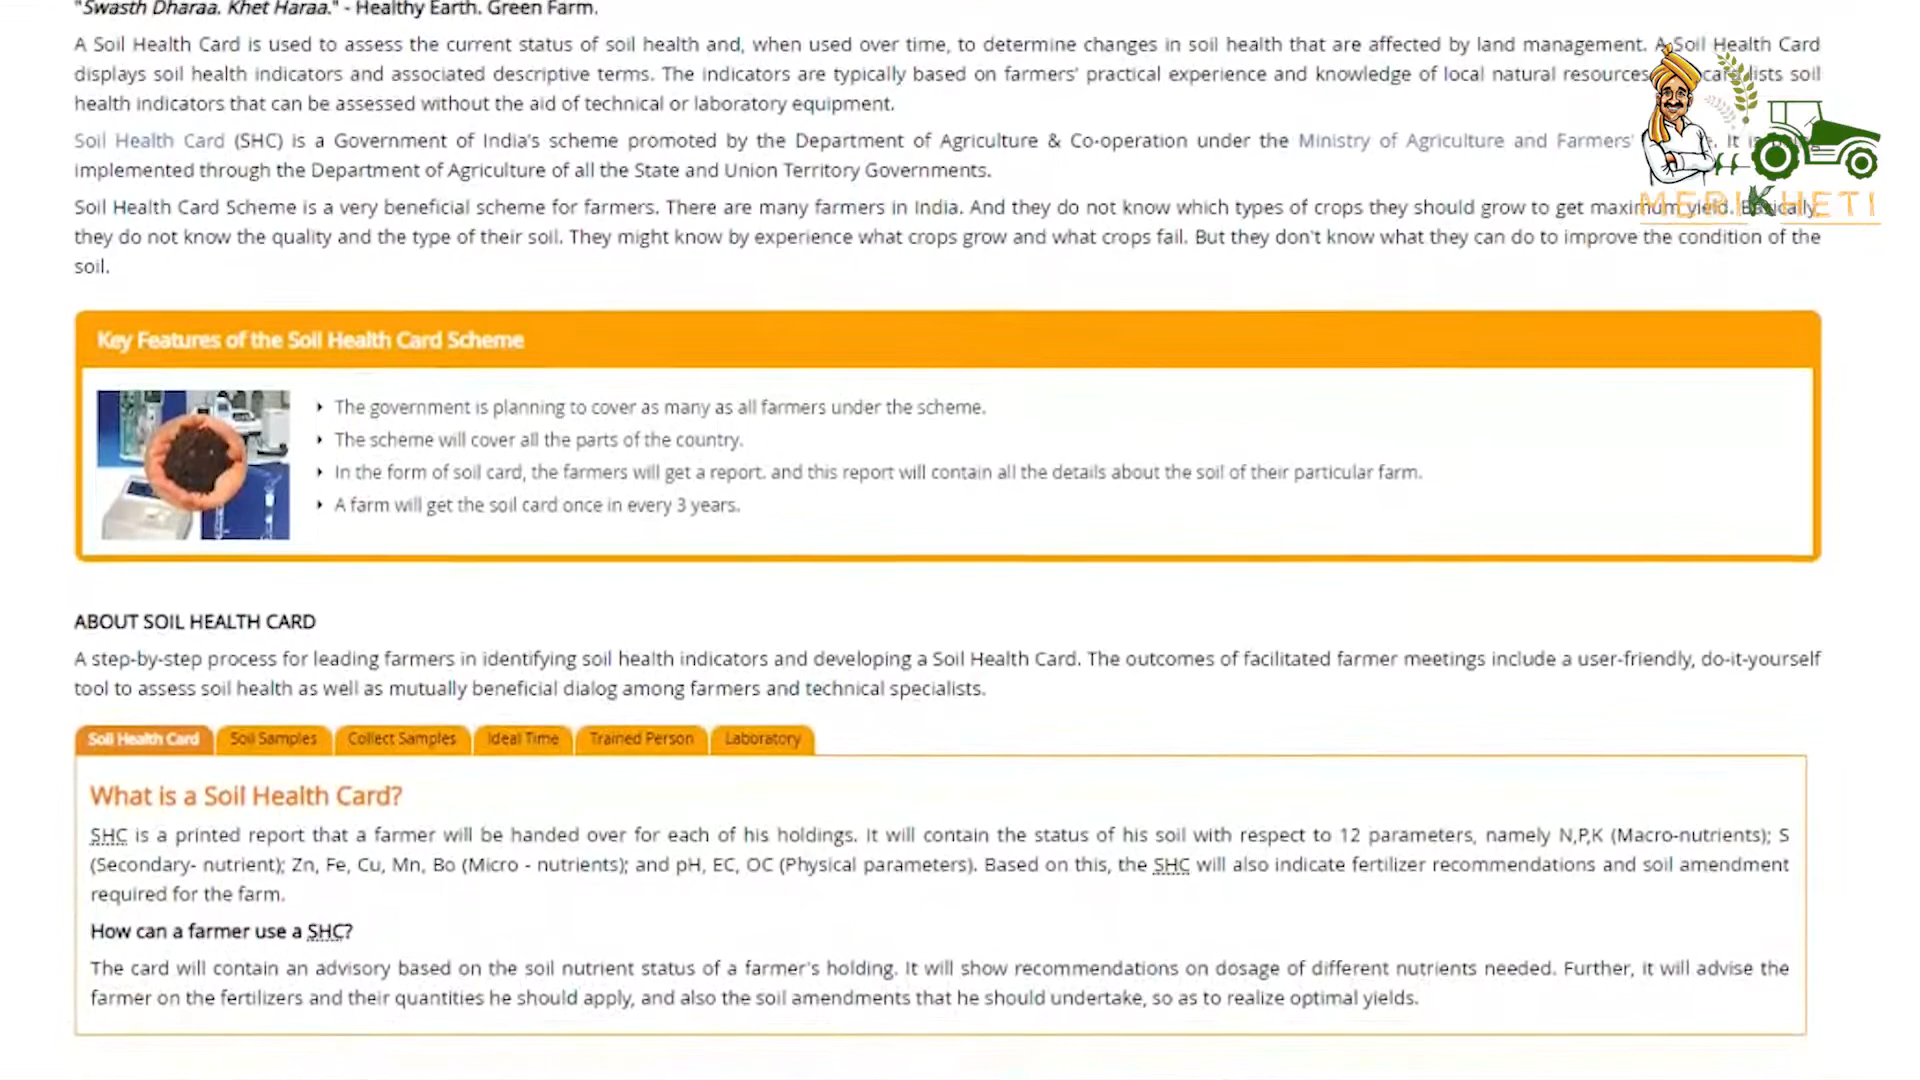 "Swasth Dharaa. Khet Haraa." - Healthy Earth. Green Farm.
A Soil Health Card is used to assess the current status of soil health and, when used over time, to determine changes in soil health that are affected by land management. A Soil Health Card
displays soil health indicators and associated descriptive terms. The indicators are typically based on farmers' practical experience and knowledge of local natural resources. lists soil
health indicators that can be assessed without the aid of technical or laboratory equipment.
Soil Health Card (SHC) is a Government of India's scheme promoted by the Department of Agriculture & Co-operation under the Ministry of Agriculture and Farmers'
implemented through the Department of Agriculture of all the State and Union Territory Governments.
Soil Health Card Scheme is a very beneficial scheme for farmers. There are many farmers in India. And they do not know which types of crops they should grow to get maximum yield. Basically,
MERIKHETI
they do not know the quality and the type of their soil. They might know by experience what crops grow and what crops fail. But they don't know what they can do to improve the condition of the
soil.
Key Features of the Soil Health Card Scheme
The government is planning to cover as many as all farmers under the scheme.
The scheme will cover all the parts of the country.
In the form of soil card, the farmers will get a report. and this report will contain all the details about the soil of their particular farm.
A farm will get the soil card once in every 3 years.
ABOUT SOIL HEALTH CARD
A step-by-step process for leading farmers in identifying soil health indicators and developing a Soil Health Card. The outcomes of facilitated farmer meetings include a user-friendly, do-it-yourself
tool to assess soil health as well as mutually beneficial dialog among farmers and technical specialists.
Soil Health Card Soil Samples Collect Samples Ideal Time Trained Person Laboratory
What is a Soil Health Card?
SHC is a printed report that a farmer will be handed over for each of his holdings. It will contain the status of his soil with respect to 12 parameters, namely N,P,K (Macro-nutrients); S
(Secondary- nutrient); Zn, Fe, Cu, Mn, Bo (Micro - nutrients); and pH, EC, OC (Physical parameters). Based on this, the SHC will also indicate fertilizer recommendations and soil amendment
required for the farm.
How can a farmer use a SHC?
The card will contain an advisory based on the soil nutrient status of a farmer's holding. It will show recommendations on dosage of different nutrients needed. Further, it will advise the
farmer on the fertilizers and their quantities he should apply, and also the soil amendments that he should undertake, so as to realize optimal yields.